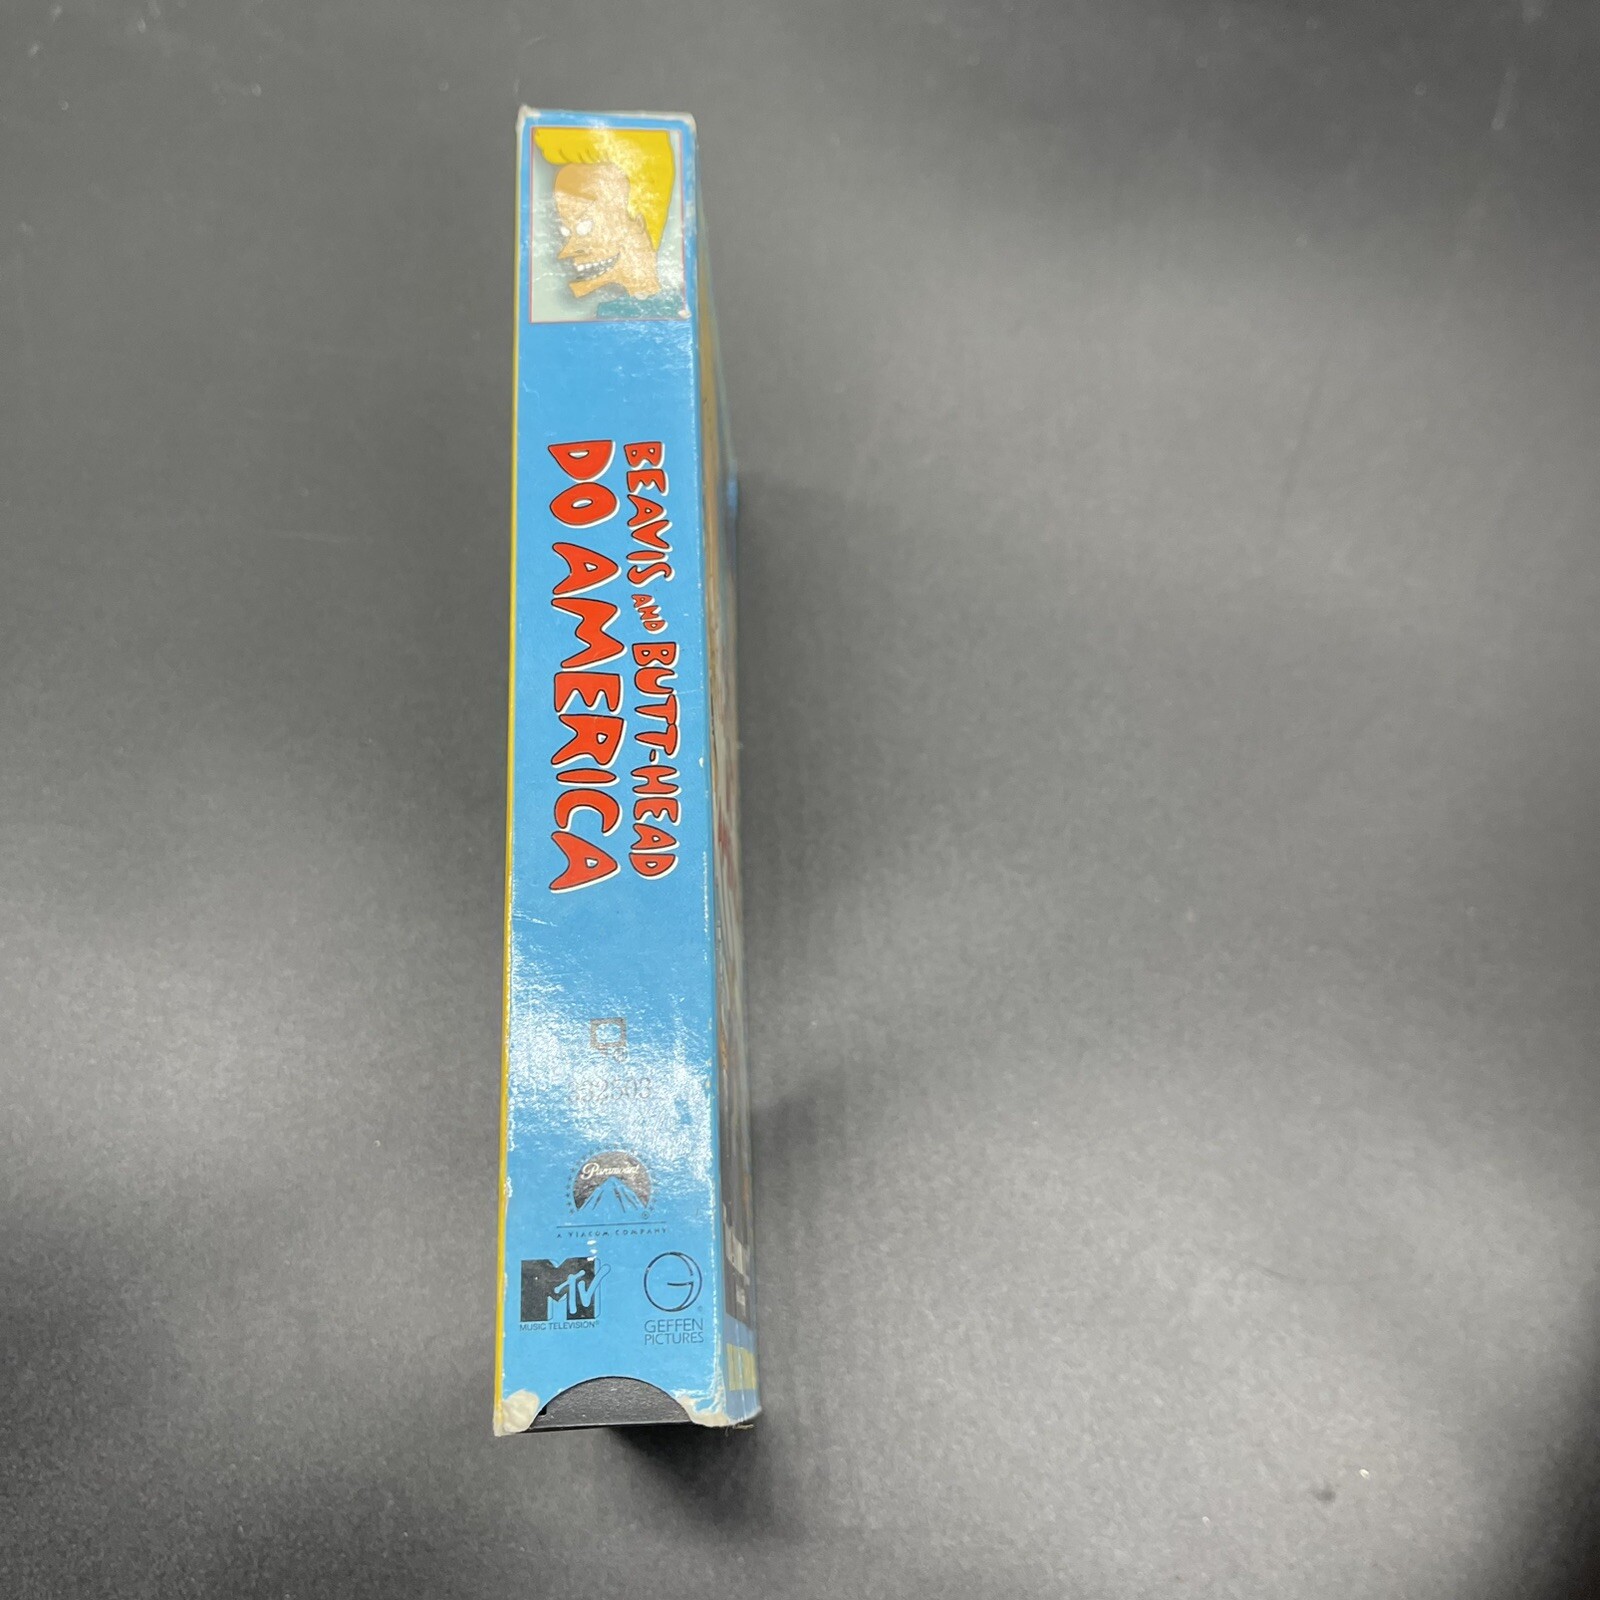 BEAVIS AND BUTT-HEAD
DO AMERICA
Paramount
A VIACOM COMPANY
MTV
MUSIC TELEVISION®
GEFFEN
PICTURES